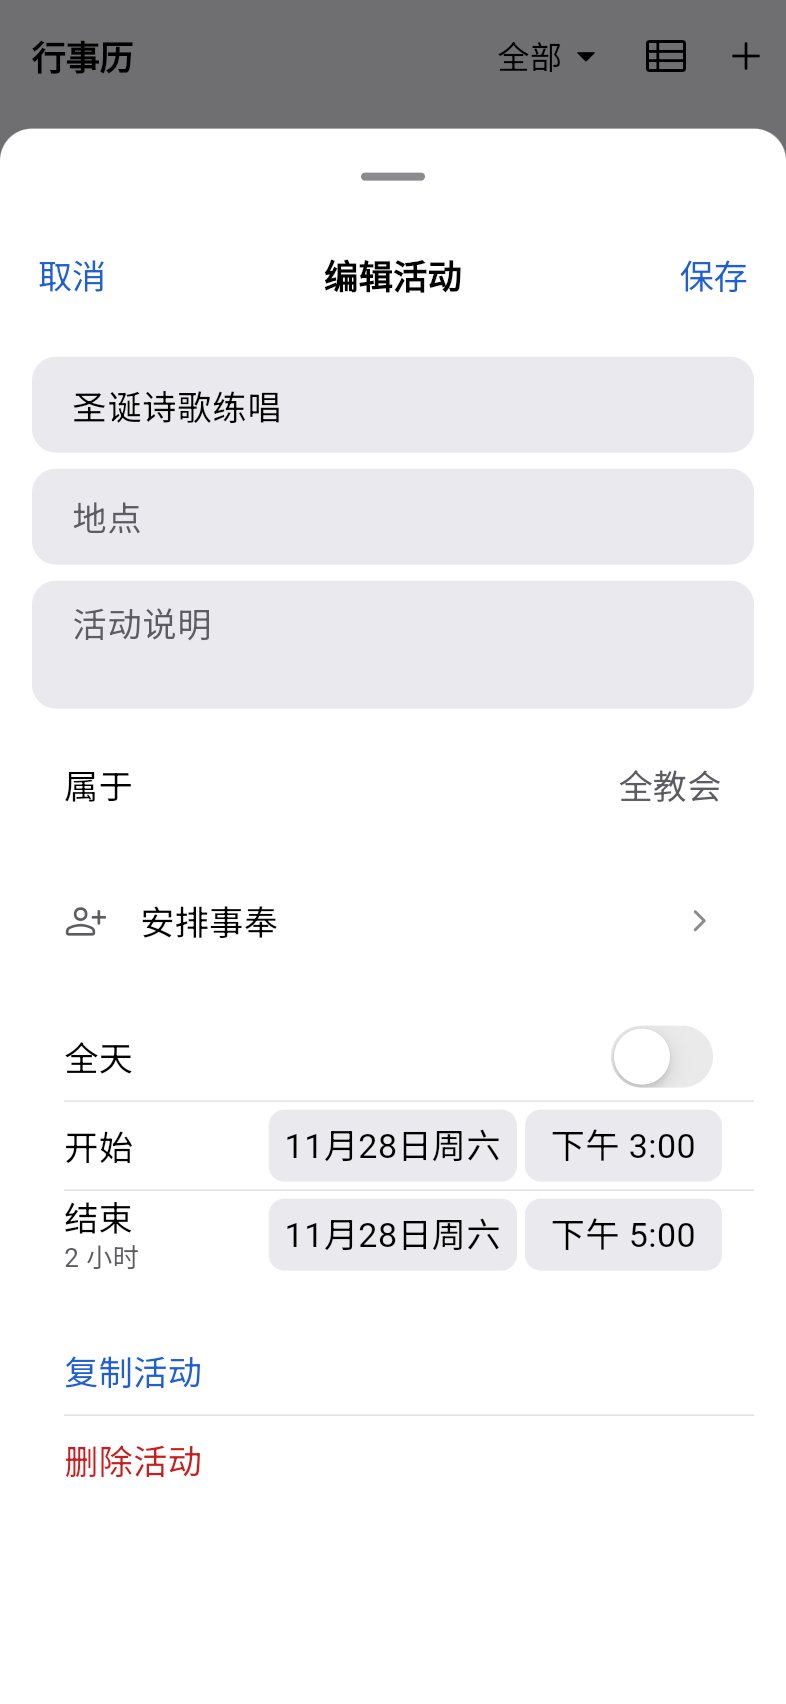 行事历 全部
取消 编辑活动 保存
圣诞诗歌练唱
地点
活动说明
属于 全教会
安排事奉
全天
开始 11月28日周六 下午 3:00
结束 11月28日周六 下午 5:00
2 小时
复制活动
删除活动